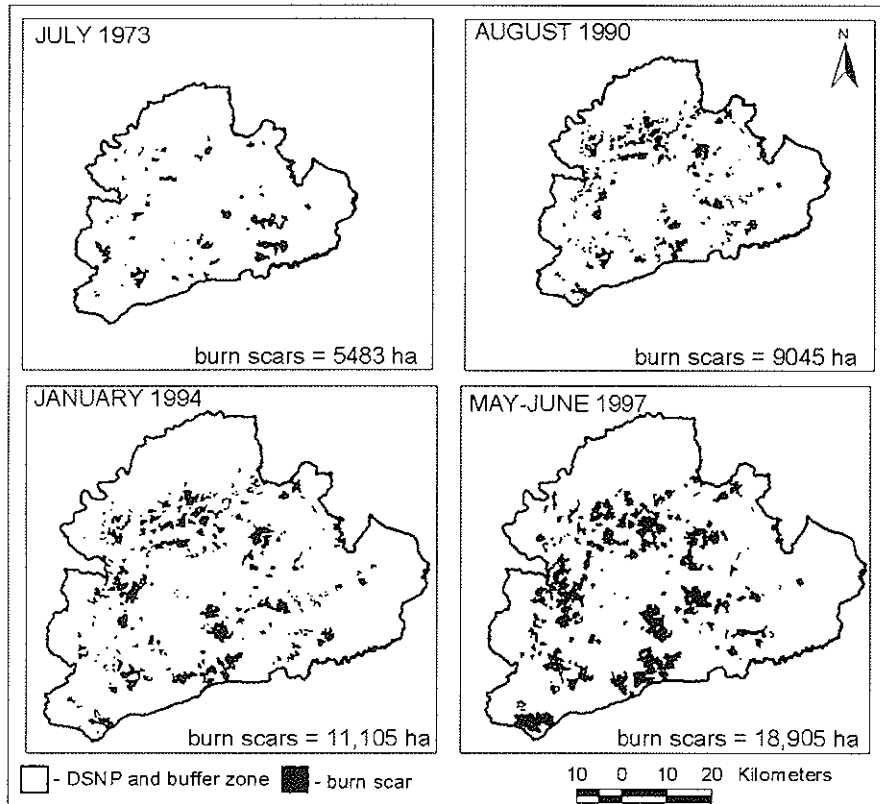 JULY 1973
burn scars = 5483 ha
AUGUST 1990
N
burn scars = 9045 ha
JANUARY 1994
burn scars = 11,105 ha
MAY-JUNE 1997
burn scars = 18,905 ha
- DSNP and buffer zone - burn scar
10 0 10 20 Kilometers